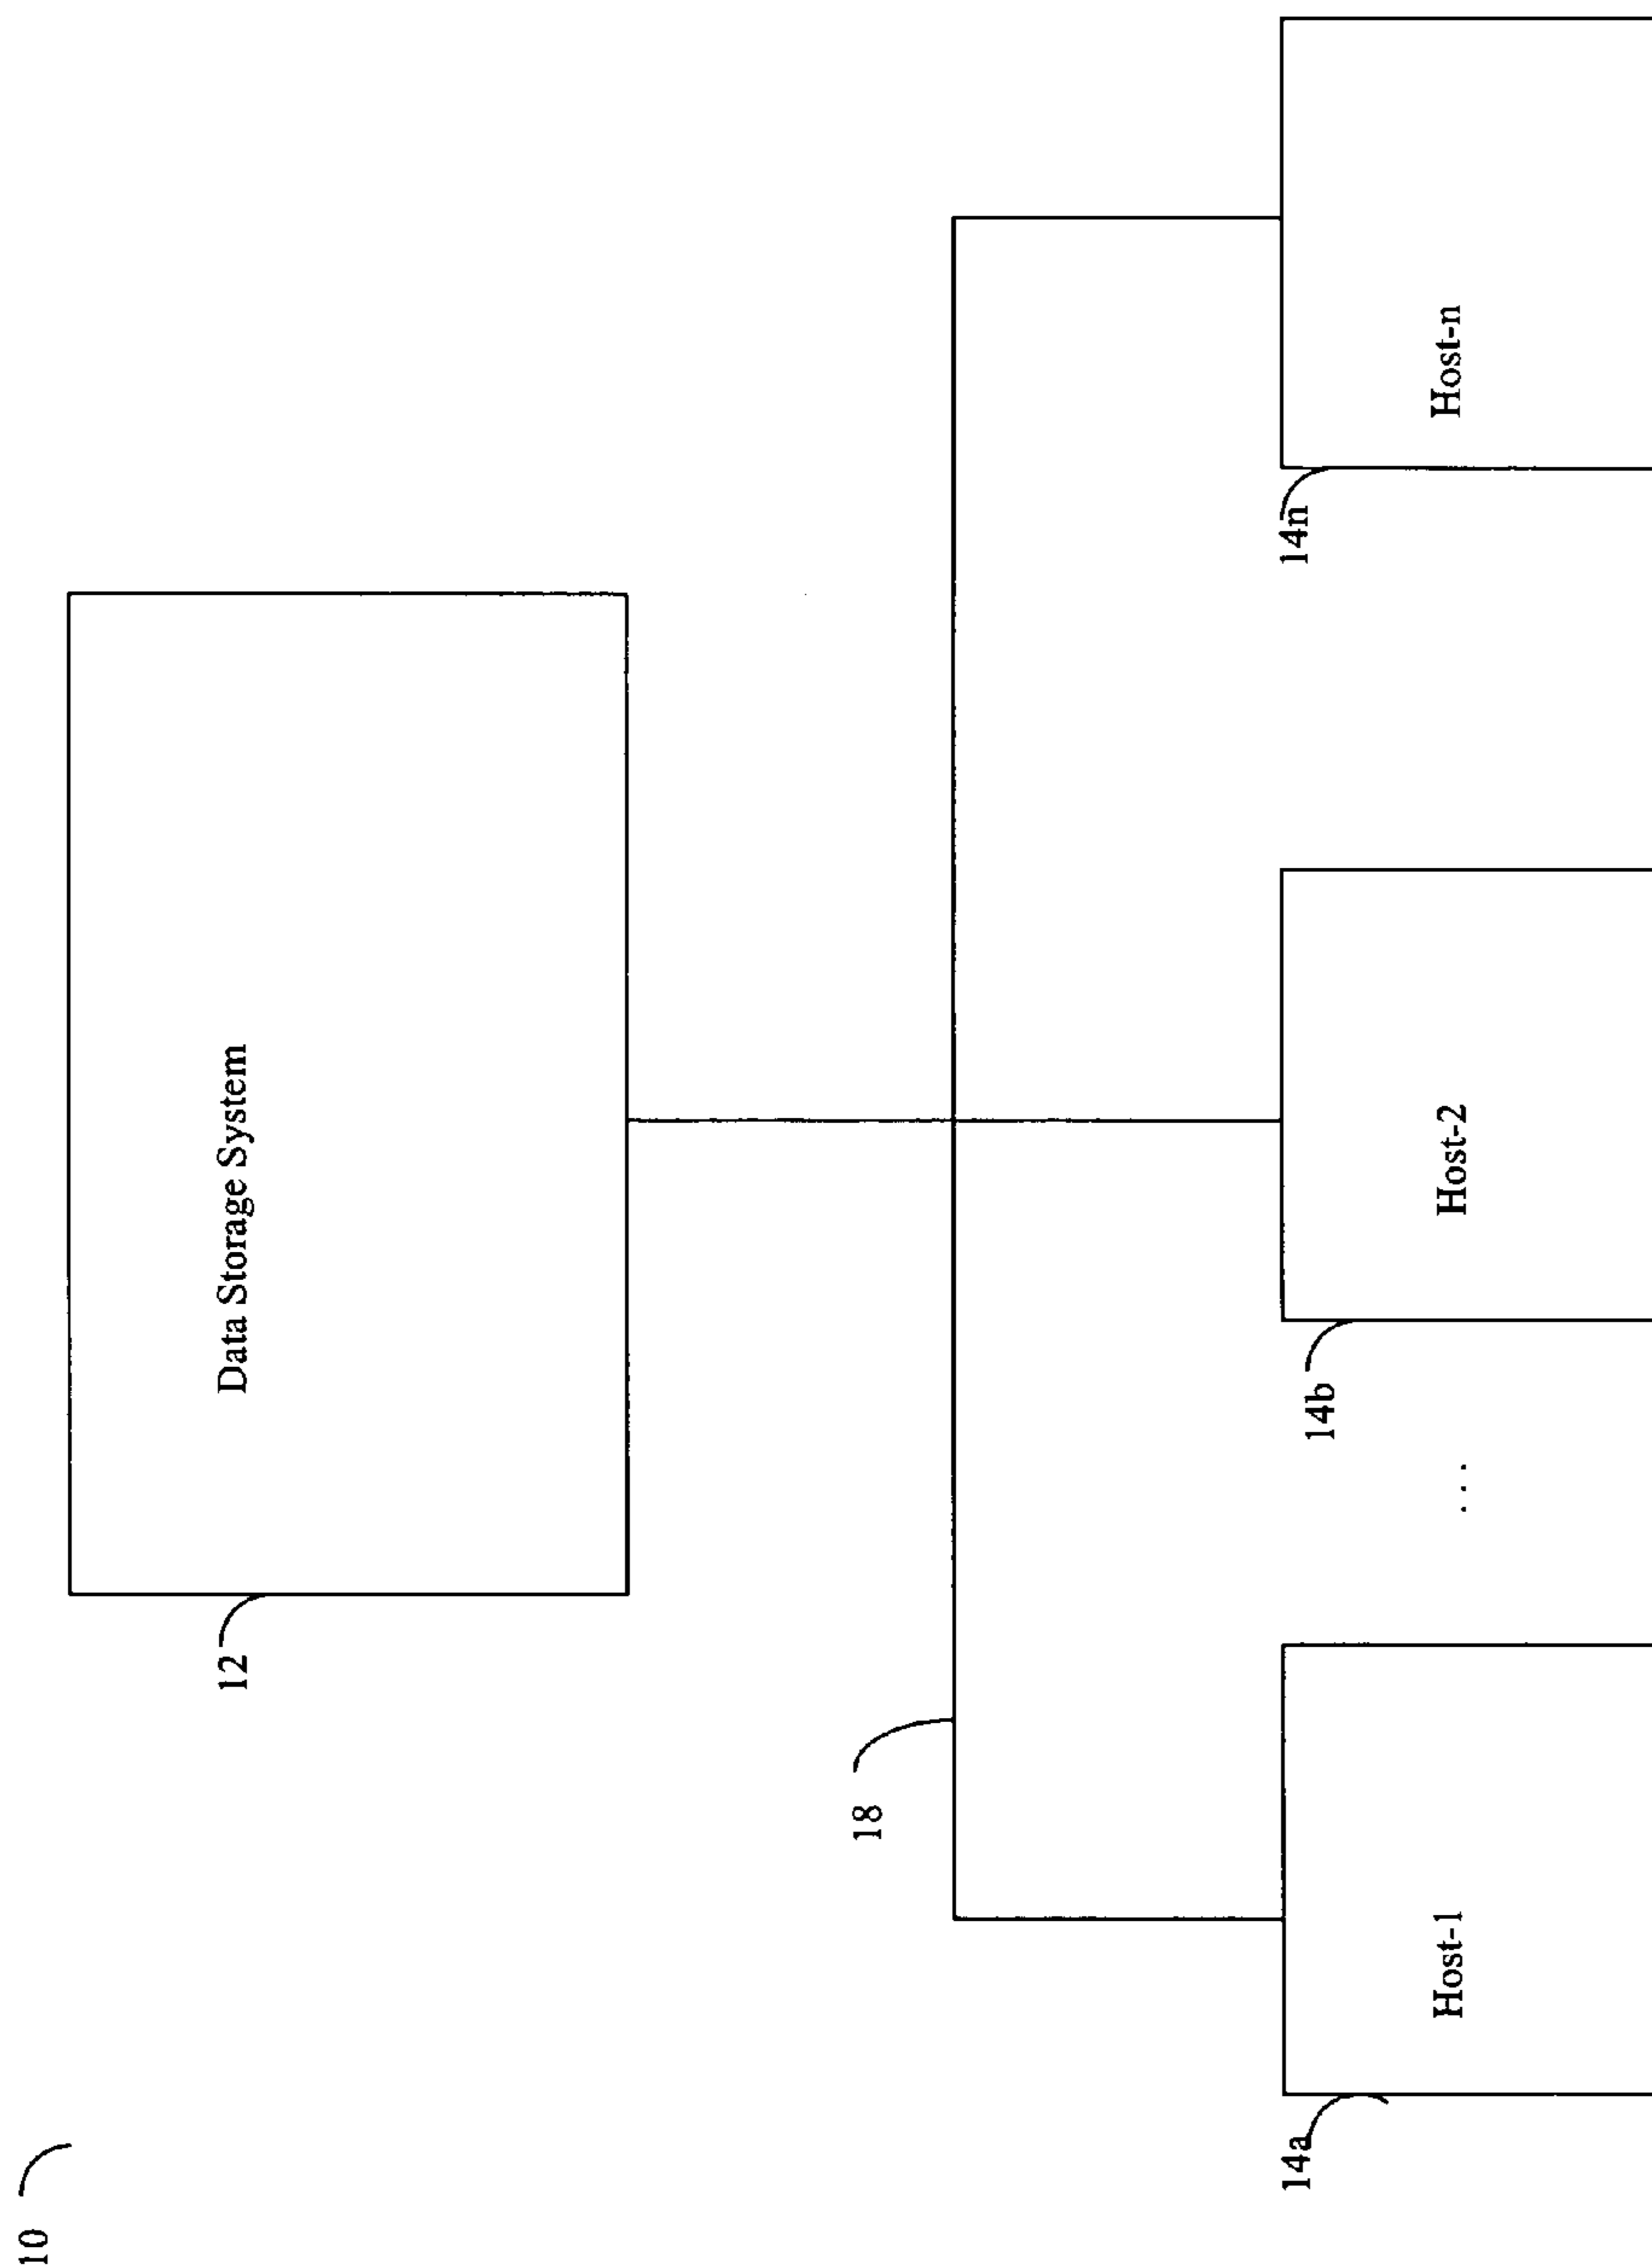 10
12
Data Storage System
18
14a
Host-1
...
14b
Host-2
14n
Host-n